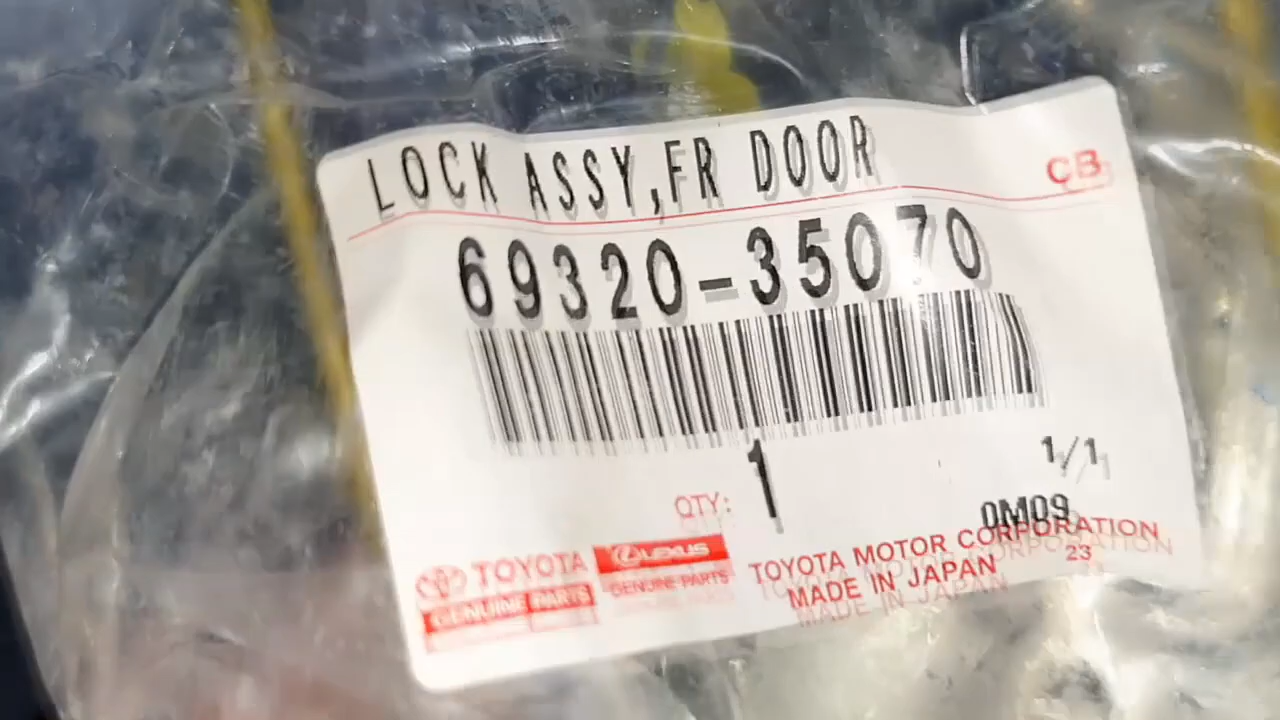 LOCK ASSY,FR DOOR
CB
69320-35070
QTY: 1
1/1
0M09
TOYOTA
GENUINE PARTS
LEXUS
GENUINE PARTS
TOYOTA MOTOR CORPORATION
MADE IN JAPAN 23